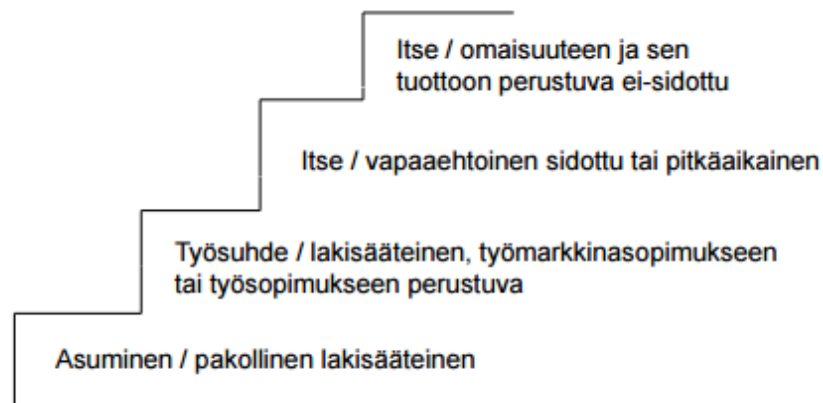 Itse / omaisuuteen ja sen
tuottoon perustuva ei-sidottu
Itse / vapaaehtoinen sidottu tai pitkäaikainen
Työsuhde / lakisääteinen, työmarkkinasopimukseen
tai työsopimukseen perustuva
Asuminen / pakollinen lakisääteinen